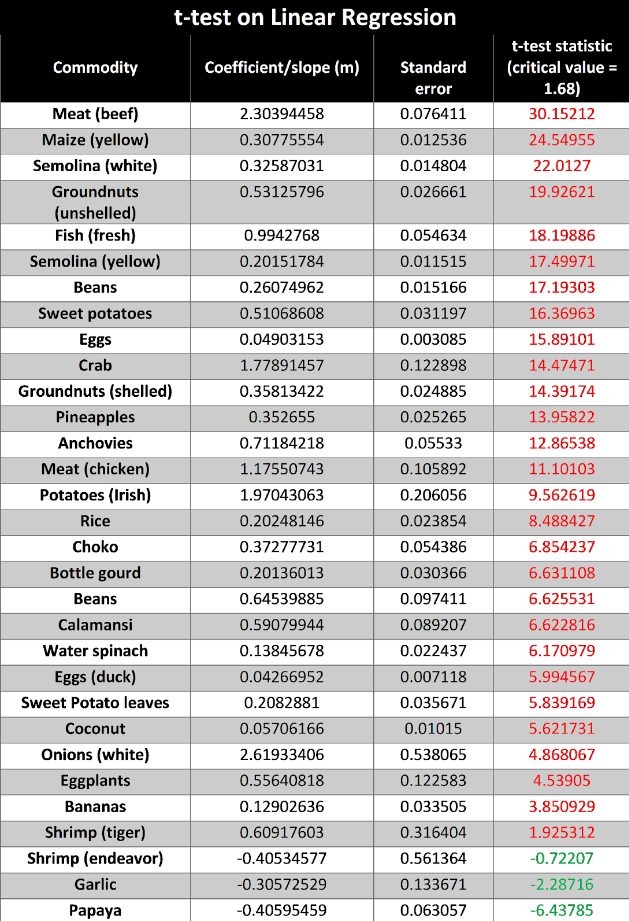 t-test on Linear Regression
Commodity Coefficient/slope (m) Standard error t-test statistic (critical value = 1.68)
Meat (beef) 2.30394458 0.076411 30.15212
Maize (yellow) 0.30775554 0.012536 24.54955
Semolina (white) 0.32587031 0.014804 22.0127
Groundnuts (unshelled) 0.53125796 0.026661 19.92621
Fish (fresh) 0.9942768 0.054634 18.19886
Semolina (yellow) 0.20151784 0.011515 17.49971
Beans 0.26074962 0.015166 17.19303
Sweet potatoes 0.51068608 0.031197 16.36963
Eggs 0.04903153 0.003085 15.89101
Crab 1.77891457 0.122898 14.47471
Groundnuts (shelled) 0.35813422 0.024885 14.39174
Pineapples 0.352655 0.025265 13.95822
Anchovies 0.71184218 0.05533 12.86538
Meat (chicken) 1.17550743 0.105892 11.10103
Potatoes (Irish) 1.97043063 0.206056 9.562619
Rice 0.20248146 0.023854 8.488427
Choko 0.37277731 0.054386 6.854237
Bottle gourd 0.20136013 0.030366 6.631108
Beans 0.64539885 0.097411 6.625531
Calamansi 0.59079944 0.089207 6.622816
Water spinach 0.13845678 0.022437 6.170979
Eggs (duck) 0.04266952 0.007118 5.994567
Sweet Potato leaves 0.2082881 0.035671 5.839169
Coconut 0.05706166 0.01015 5.621731
Onions (white) 2.61933406 0.538065 4.868067
Eggplants 0.55640818 0.122583 4.53905
Bananas 0.12902636 0.033505 3.850929
Shrimp (tiger) 0.60917603 0.316404 1.925312
Shrimp (endeavor) -0.40534577 0.561364 -0.72207
Garlic -0.30572529 0.133671 -2.28716
Papaya -0.40595459 0.063057 -6.43785